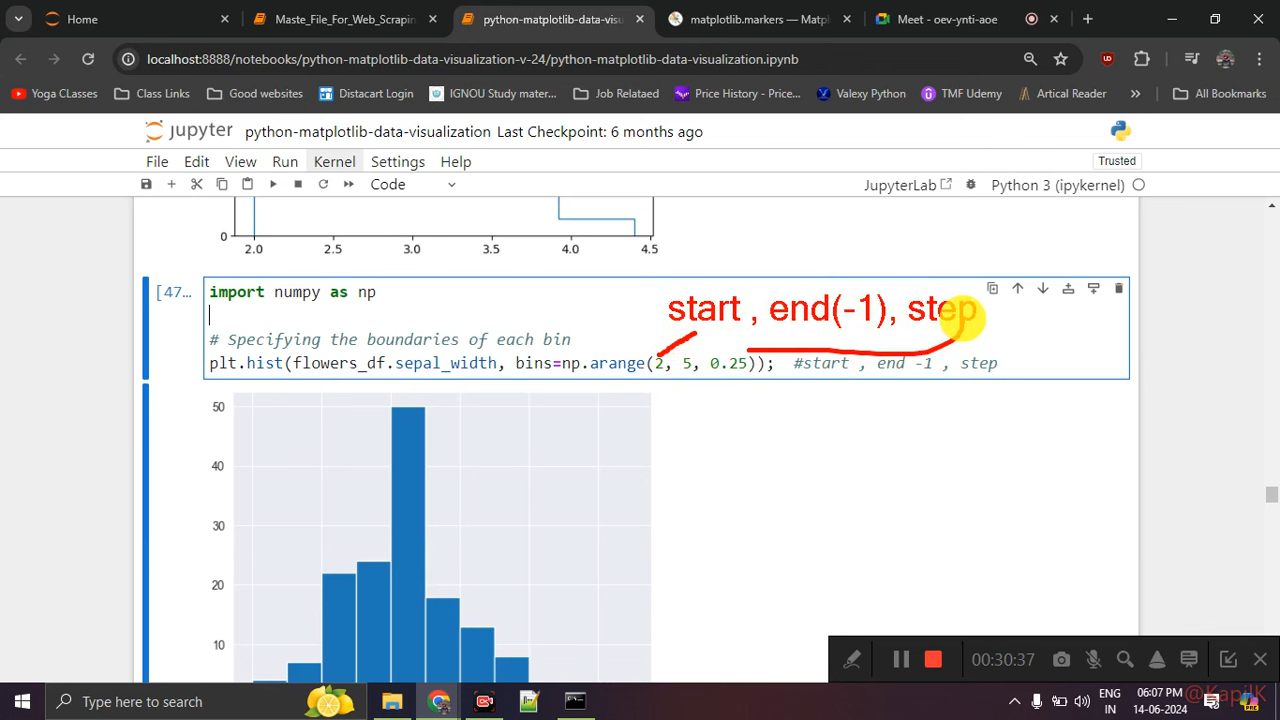 Home
Maste_File_For_Web_Scrapin
python-matplotlib-data-visu
matplotlib.markers — Matpl
Meet - oev-ynti-aoe
localhost:8888/notebooks/python-matplotlib-data-visualization-v-24/python-matplotlib-data-visualization.ipynb
Yoga CLasses
Class Links
Good websites
Distacart Login
IGNOU Study mater...
Job Relataed
Price History - Price...
Valexy Python
TMF Udemy
Artical Reader
All Bookmarks
jupyter python-matplotlib-data-visualization Last Checkpoint: 6 months ago
File Edit View Run Kernel Settings Help
Trusted
Code
JupyterLab
Python 3 (ipykernel)
0
2.0 2.5 3.0 3.5 4.0 4.5
[47...
import numpy as np
start , end(-1), step
# Specifying the boundaries of each bin
plt.hist(flowers_df.sepal_width, bins=np.arange(2, 5, 0.25)); #start , end -1 , step
50
40
30
20
10
00:30:37
Type here to search
ENG
IN
06:07 PM
14-06-2024
@KapilK